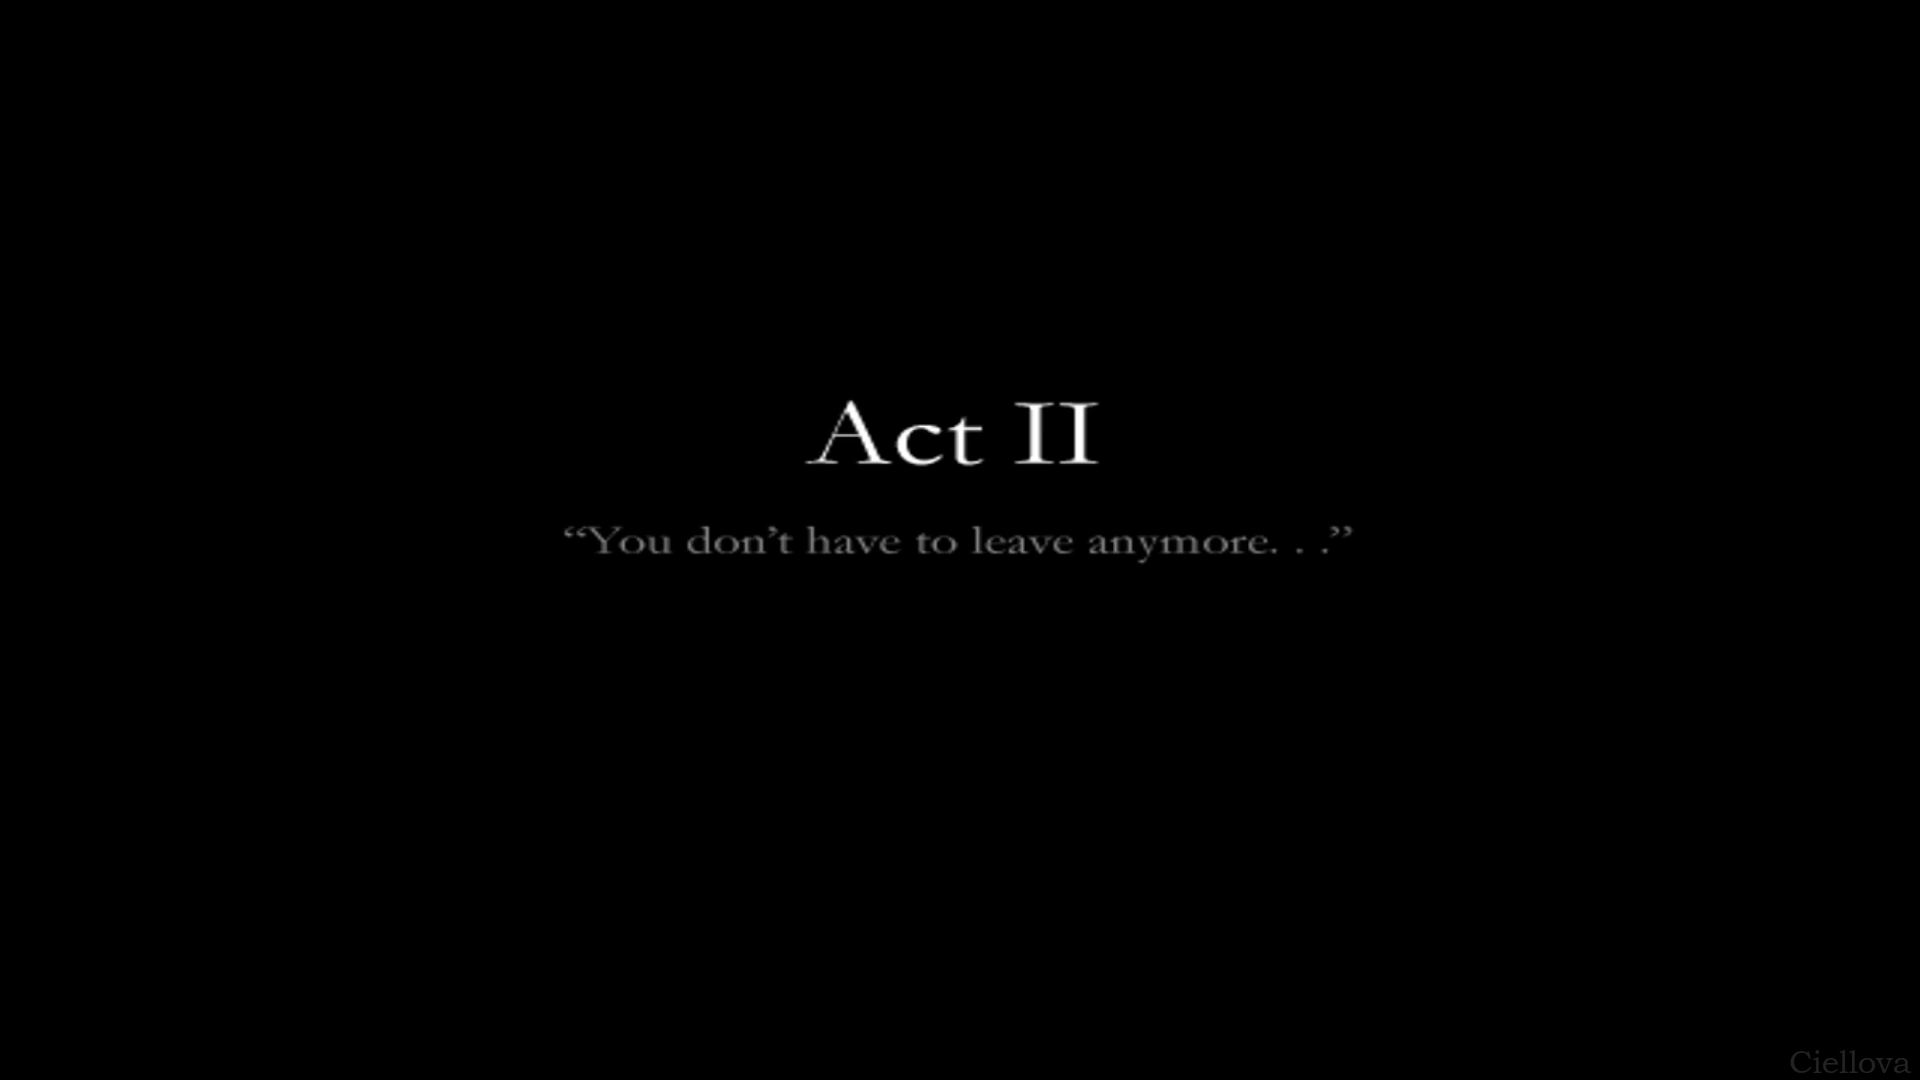 Act II
“You don’t have to leave anymore. . .”
Ciellova